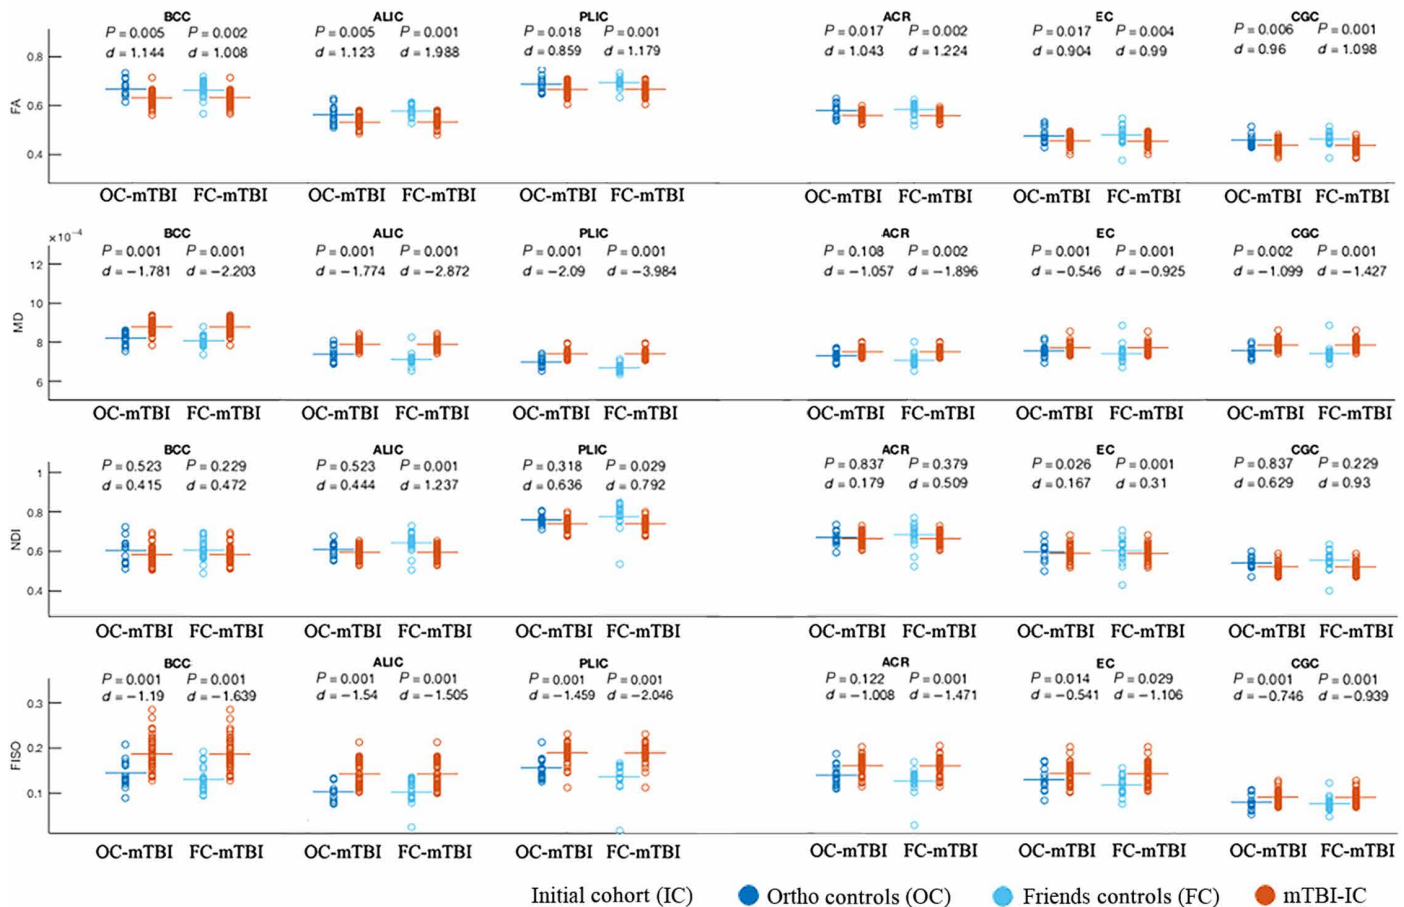 BCC ALIC PLIC ACR EC CGC
P = 0.005 P = 0.002 P = 0.005 P = 0.001 P = 0.018 P = 0.001 P = 0.017 P = 0.002 P = 0.017 P = 0.004 P = 0.006 P = 0.001
d = 1.144 d = 1.008 d = 1.123 d = 1.988 d = 0.859 d = 1.179 d = 1.043 d = 1.224 d = 0.904 d = 0.99 d = 0.96 d = 1.098
0.8
FA
0.6
0.4
OC-mTBI FC-mTBI OC-mTBI FC-mTBI OC-mTBI FC-mTBI OC-mTBI FC-mTBI OC-mTBI FC-mTBI OC-mTBI FC-mTBI
×10−4 BCC ALIC PLIC ACR EC CGC
P = 0.001 P = 0.001 P = 0.001 P = 0.001 P = 0.001 P = 0.001 P = 0.108 P = 0.002 P = 0.001 P = 0.001 P = 0.002 P = 0.001
12 d = −1.781 d = −2.203 d = −1.774 d = −2.872 d = −2.09 d = −3.984 d = −1.057 d = −1.896 d = −0.546 d = −0.925 d = −1.099 d = −1.427
10
MD
8
6
OC-mTBI FC-mTBI OC-mTBI FC-mTBI OC-mTBI FC-mTBI OC-mTBI FC-mTBI OC-mTBI FC-mTBI OC-mTBI FC-mTBI
BCC ALIC PLIC ACR EC CGC
1 P = 0.523 P = 0.229 P = 0.523 P = 0.001 P = 0.318 P = 0.029 P = 0.837 P = 0.379 P = 0.026 P = 0.001 P = 0.837 P = 0.229
d = 0.415 d = 0.472 d = 0.444 d = 1.237 d = 0.636 d = 0.792 d = 0.179 d = 0.509 d = 0.167 d = 0.31 d = 0.629 d = 0.93
0.8
NDI
0.6
0.4
OC-mTBI FC-mTBI OC-mTBI FC-mTBI OC-mTBI FC-mTBI OC-mTBI FC-mTBI OC-mTBI FC-mTBI OC-mTBI FC-mTBI
BCC ALIC PLIC ACR EC CGC
P = 0.001 P = 0.001 P = 0.001 P = 0.001 P = 0.001 P = 0.001 P = 0.122 P = 0.001 P = 0.014 P = 0.029 P = 0.001 P = 0.001
d = −1.19 d = −1.639 d = −1.54 d = −1.505 d = −1.459 d = −2.046 d = −1.008 d = −1.471 d = −0.541 d = −1.106 d = −0.746 d = −0.939
0.3
0.2
FISO
0.1
OC-mTBI FC-mTBI OC-mTBI FC-mTBI OC-mTBI FC-mTBI OC-mTBI FC-mTBI OC-mTBI FC-mTBI OC-mTBI FC-mTBI
Initial cohort (IC) Ortho controls (OC) Friends controls (FC) mTBI-IC